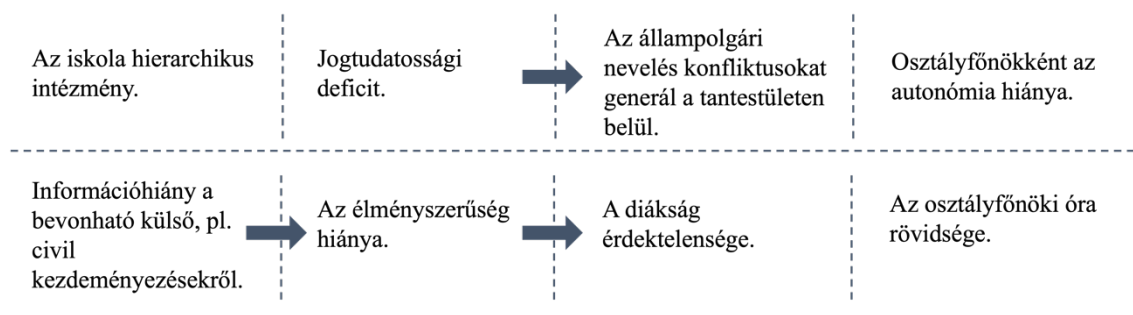 Az iskola hierarchikus
intézmény.
Jogtudatossági
deficit.
Az állampolgári
nevelés konfliktusokat
generál a tantestületen
belül.
Osztályfőnökként az
autonómia hiánya.
Információhiány a
bevonható külső, pl.
civil
kezdeményezésekről.
Az élményszerűség
hiánya.
A diákság
érdektelensége.
Az osztályfőnöki óra
rövidsége.